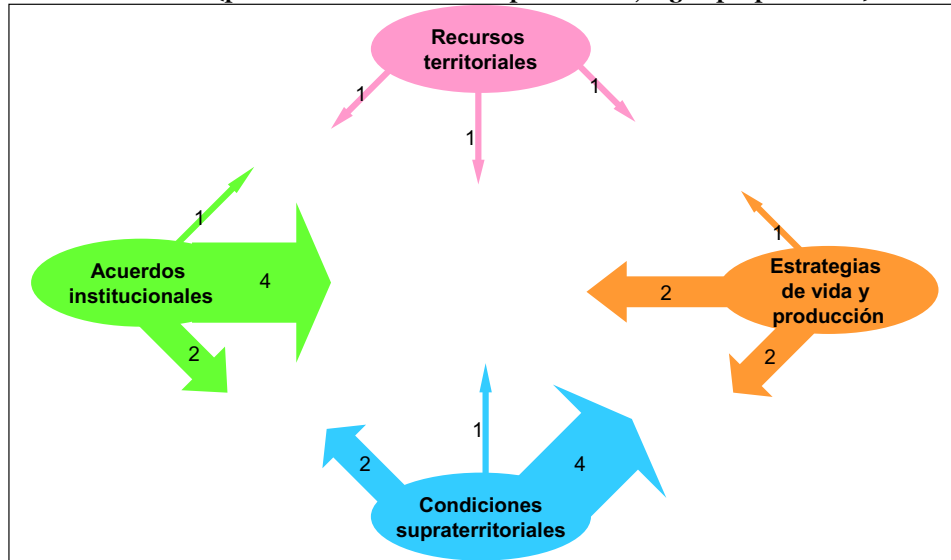 Recursos
territoriales
1
1
1
1
1
Acuerdos
institucionales
4
Estrategias
de vida y
producción
2
2
2
1
2
4
Condiciones
supraterritoriales